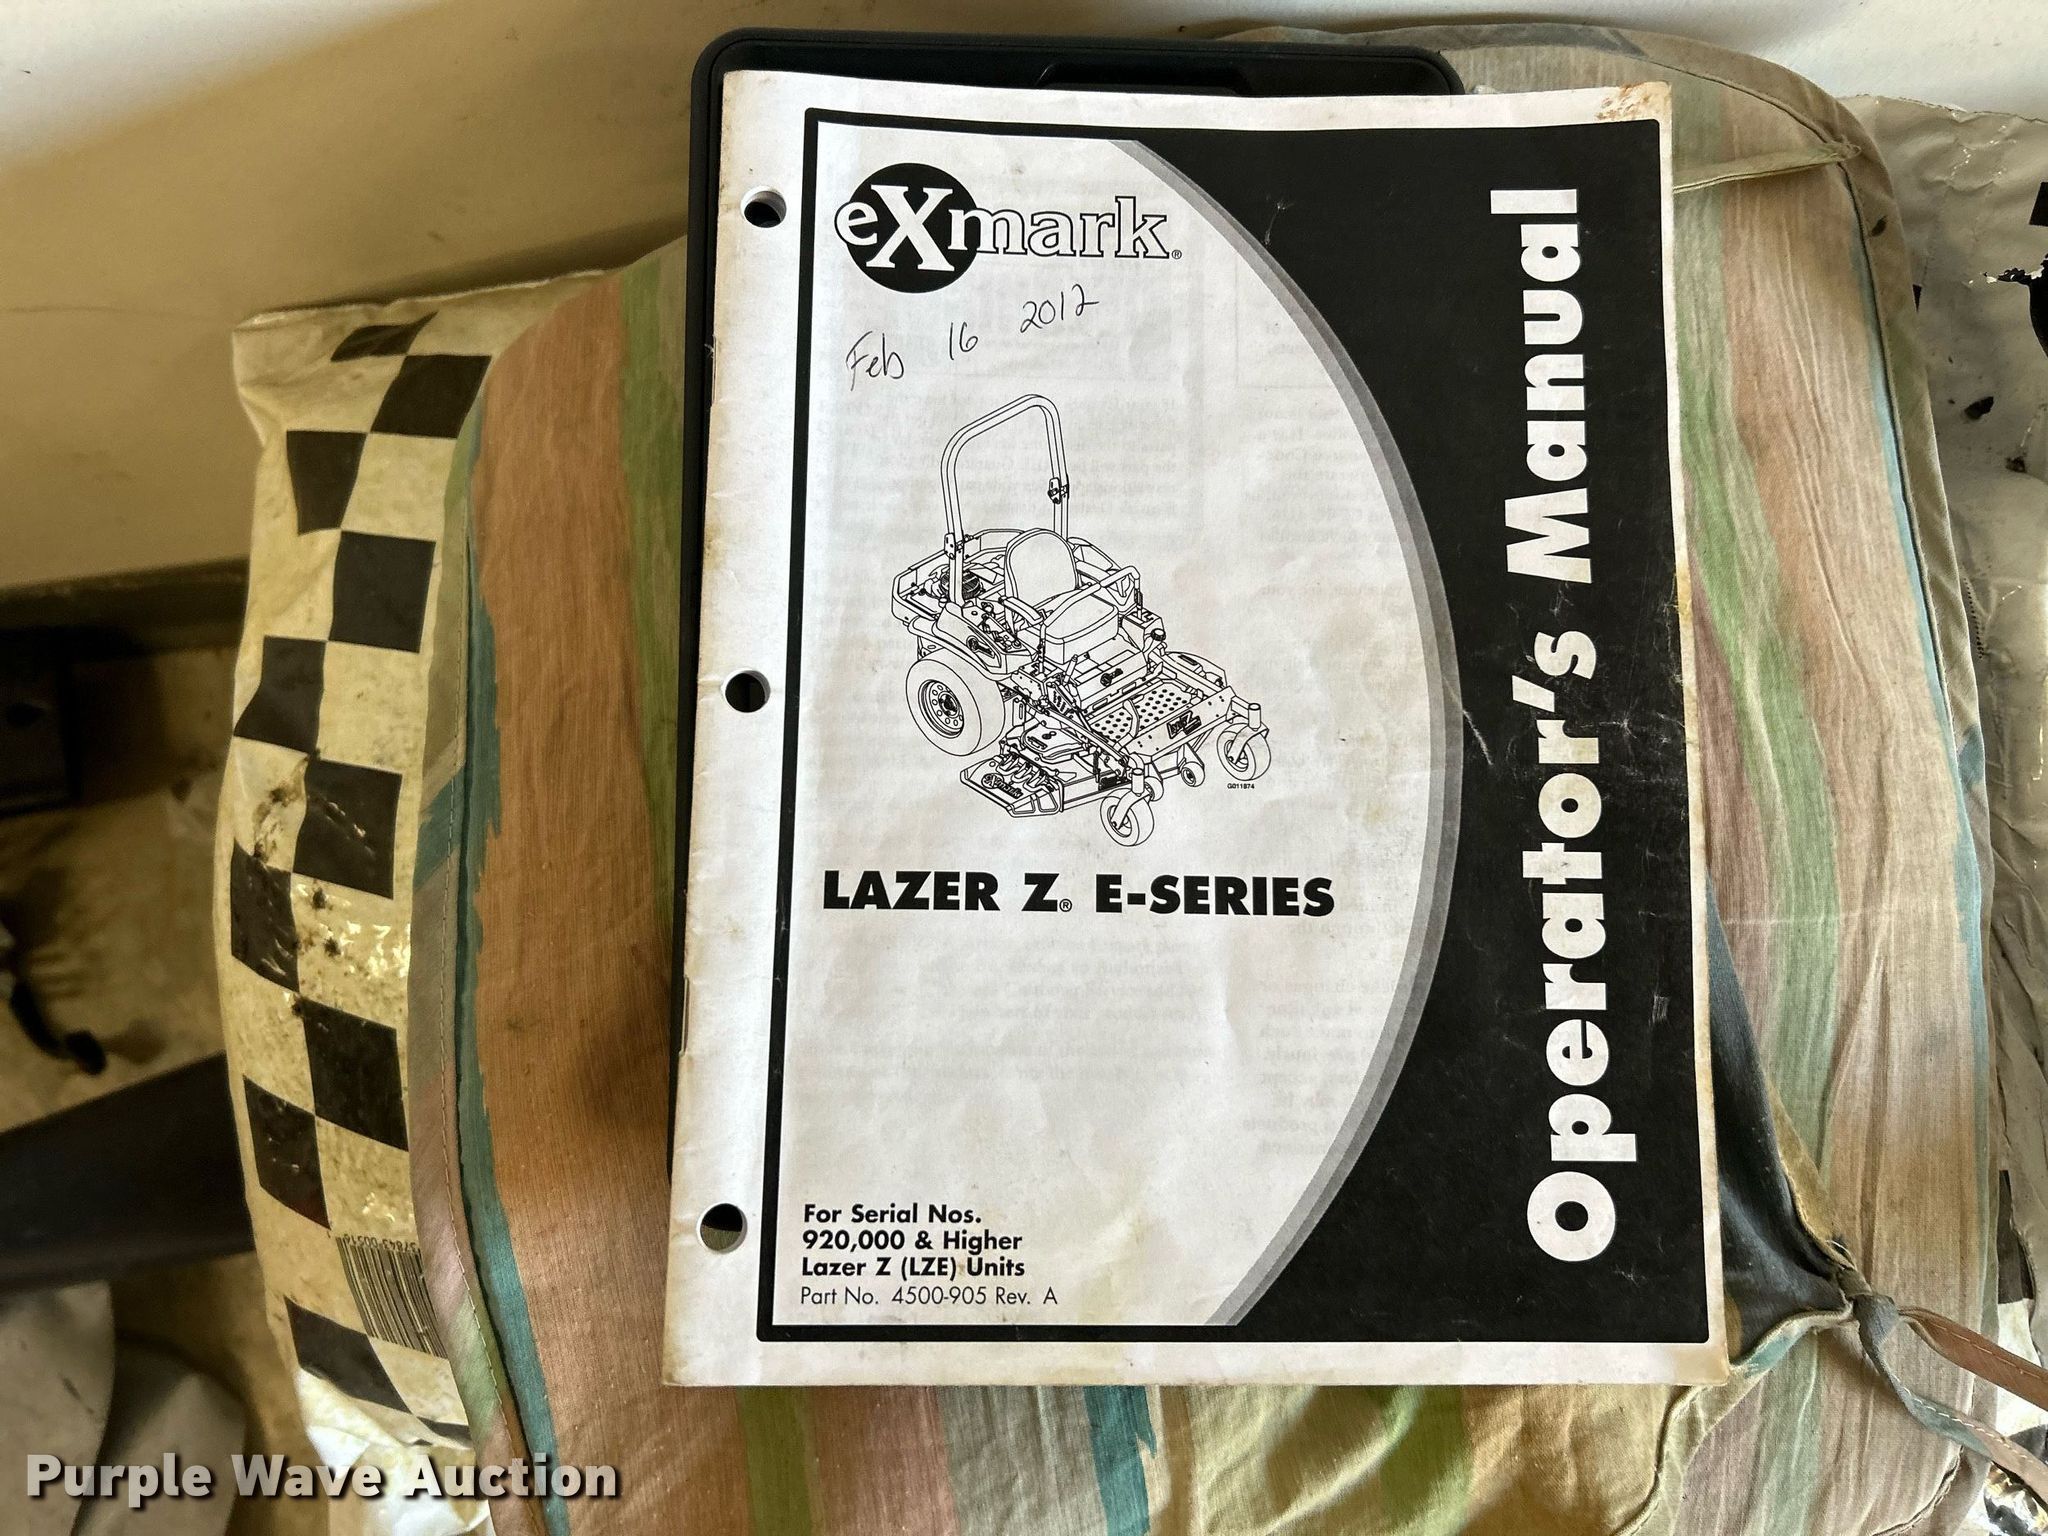 eXmark®
Feb 16 2012
G011874
LAZER Z® E-SERIES
For Serial Nos.
920,000 & Higher
Lazer Z (LZE) Units
Part No. 4500-905 Rev. A
Operator's Manual
Purple Wave Auction